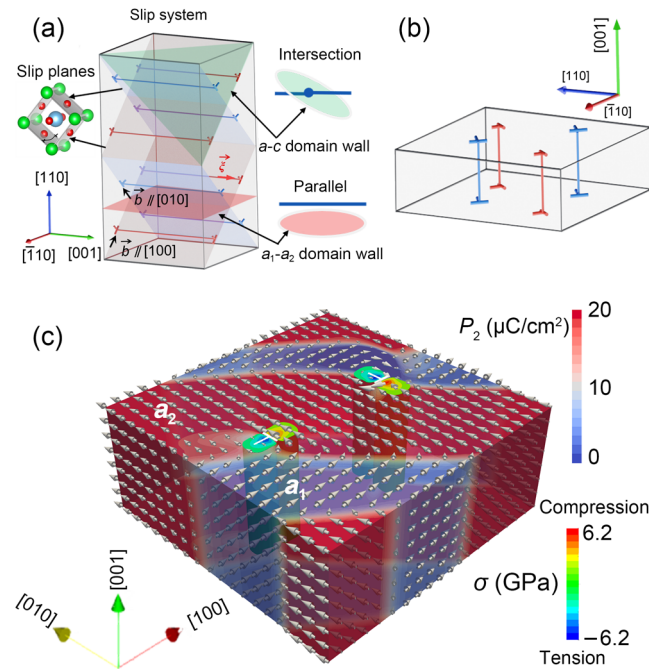 (a)
Slip system
Slip planes
Intersection
a-c domain wall
ξ⃗
Parallel
b⃗ // [010]
a₁-a₂ domain wall
b⃗ // [100]
[110]
[1̄10]
[001]
(b)
[001]
[110]
[1̄10]
(c)
P₂ (μC/cm²)
20
10
0
a₂
a₁
Compression
6.2
σ (GPa)
−6.2
Tension
[001]
[010]
[100]